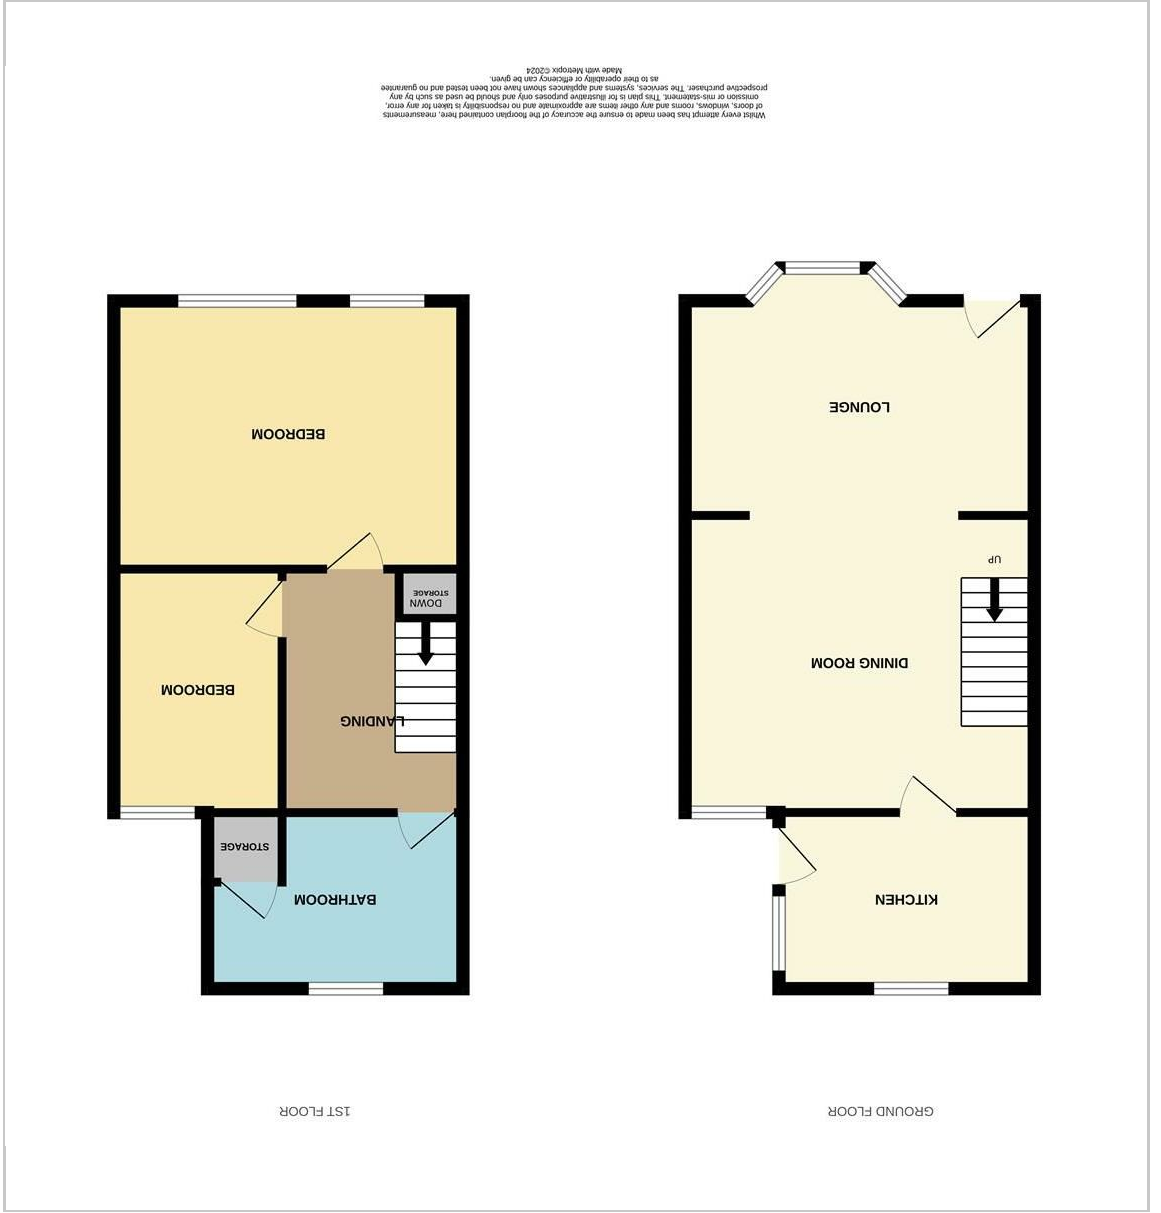 GROUND FLOOR
1ST FLOOR
KITCHEN
DINING ROOM
UP
LOUNGE
BATHROOM
STORAGE
LANDING
BEDROOM
DOWN
STORAGE
BEDROOM
Whilst every attempt has been made to ensure the accuracy of the floorplan contained here, measurements
of doors, windows, rooms and any other items are approximate and no responsibility is taken for any error,
omission or mis-statement. This plan is for illustrative purposes only and should be used as such by any
prospective purchaser. The services, systems and appliances shown have not been tested and no guarantee
as to their operability or efficiency can be given.
Made with Metropix ©2024